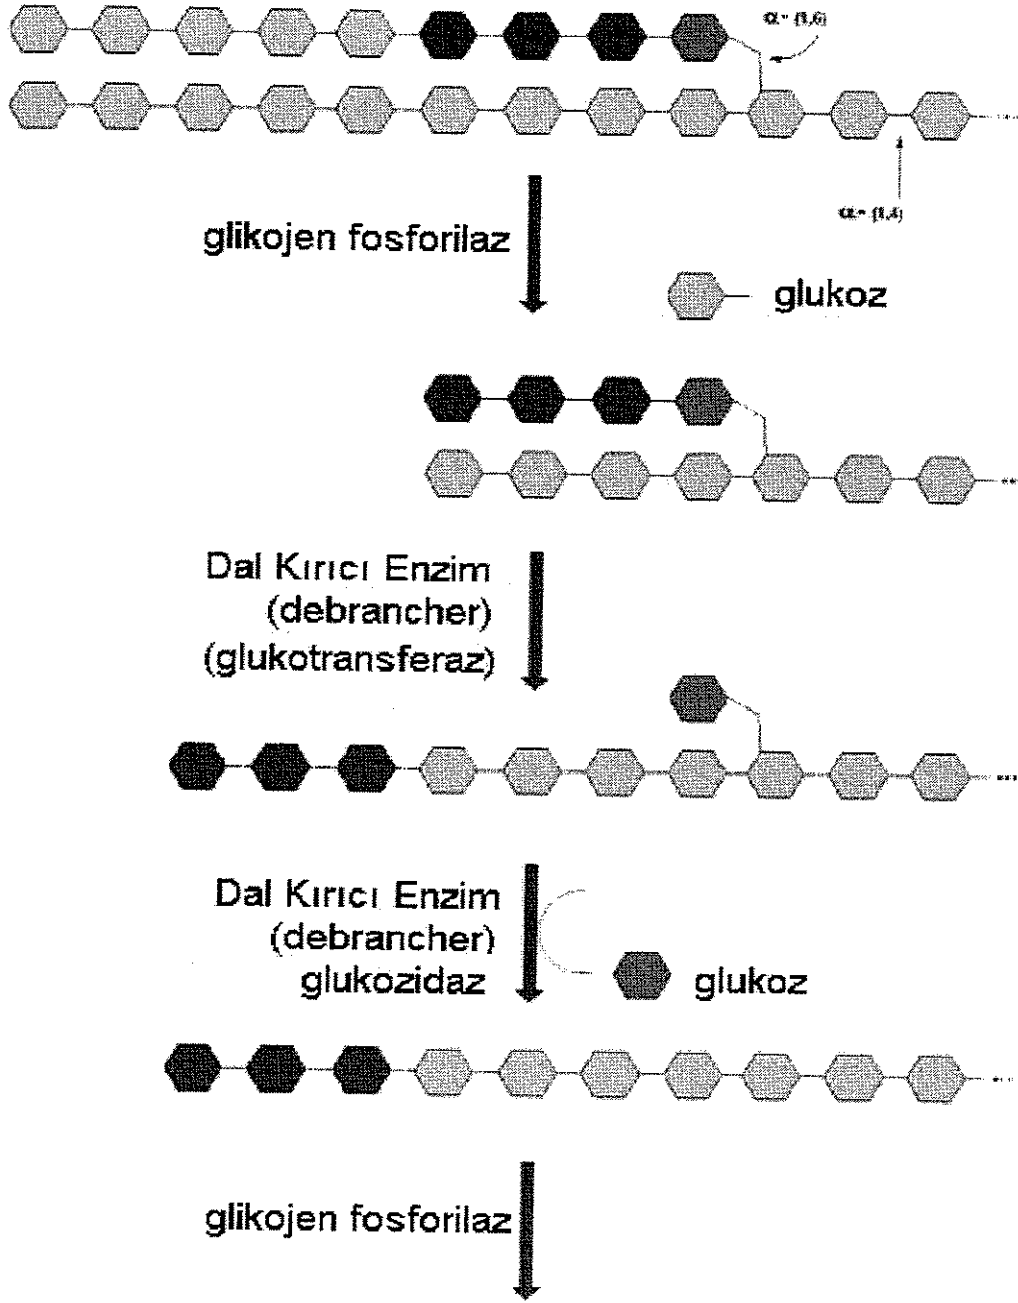 α- (1,6)
α- (1,4)
glikojen fosforilaz
glukoz
Dal Kırıcı Enzim
(debrancher)
(glukotransferaz)
Dal Kırıcı Enzim
(debrancher)
glukozidaz
glukoz
glikojen fosforilaz